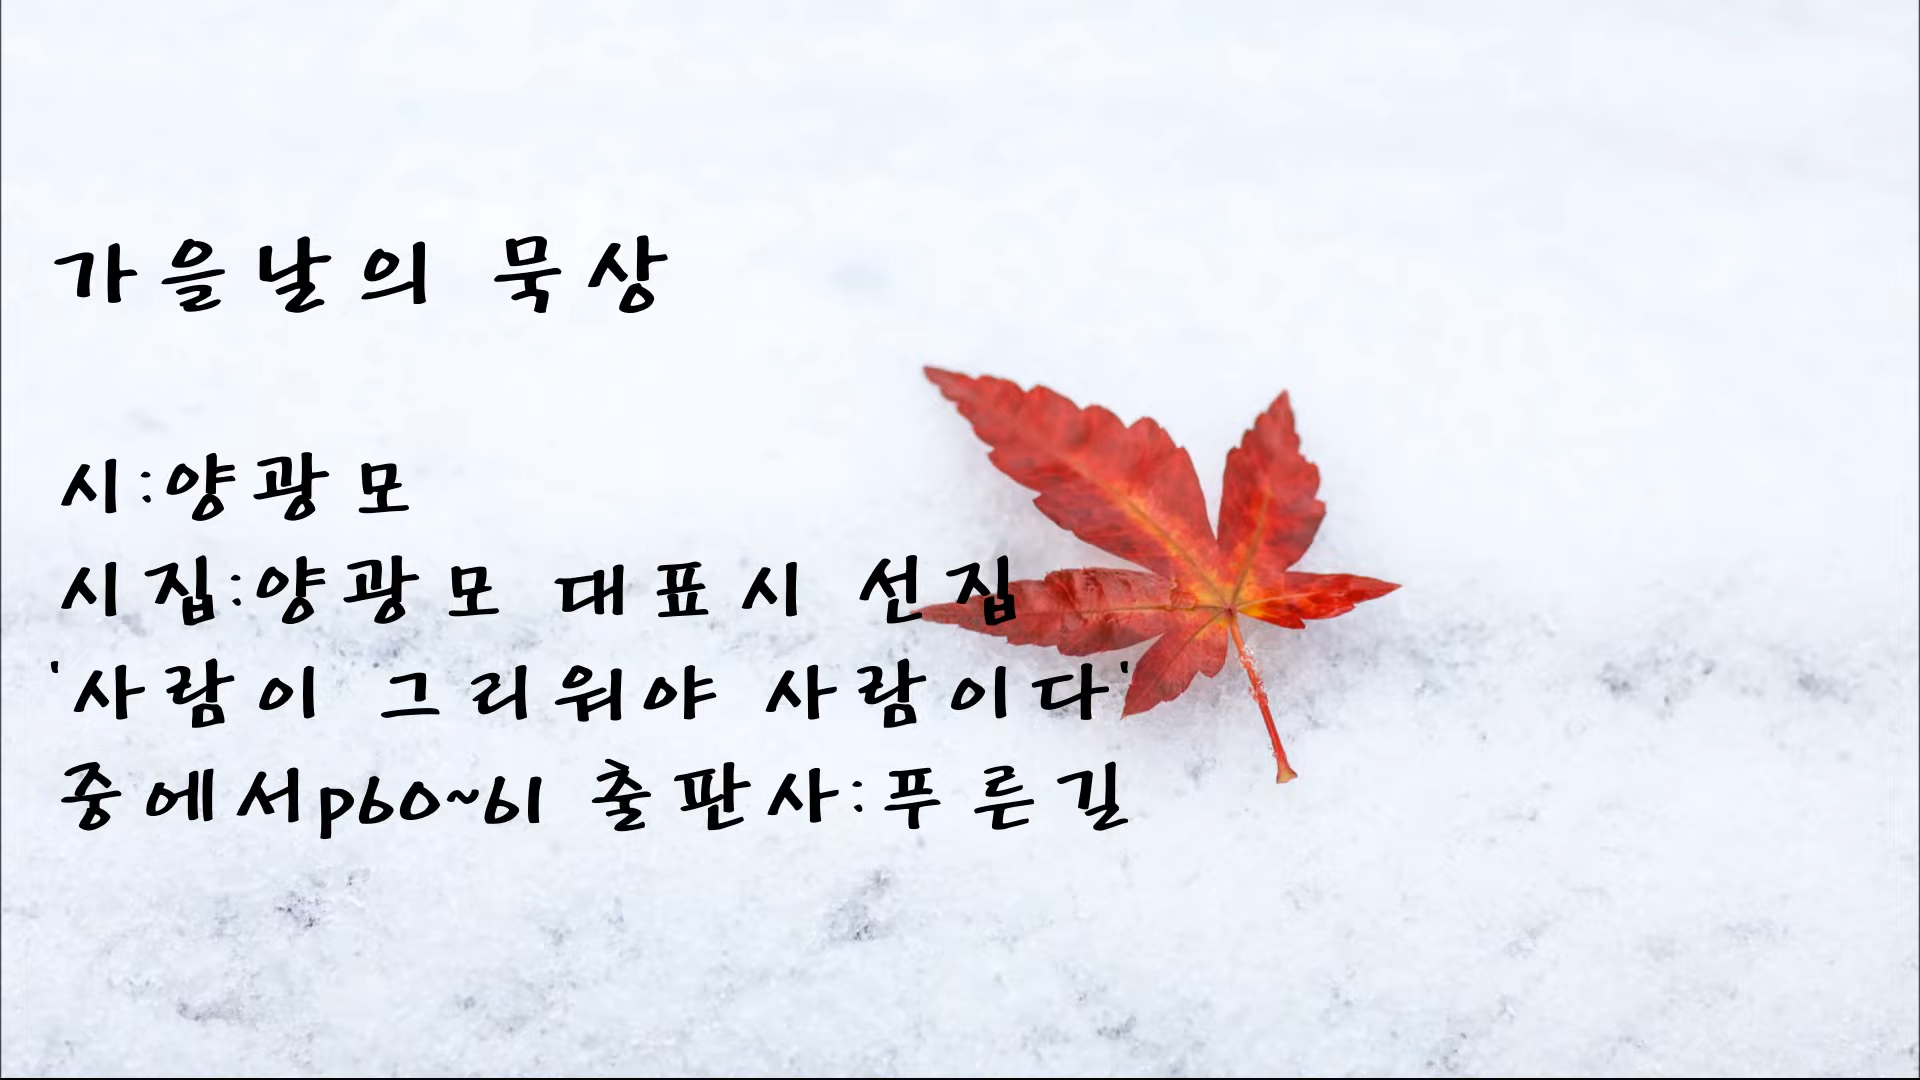 가을날의 묵상
시:양광모
시집:양광모 대표시 선집
'사람이 그리워야 사람이다'
중에서p60~61 출판사:푸른길